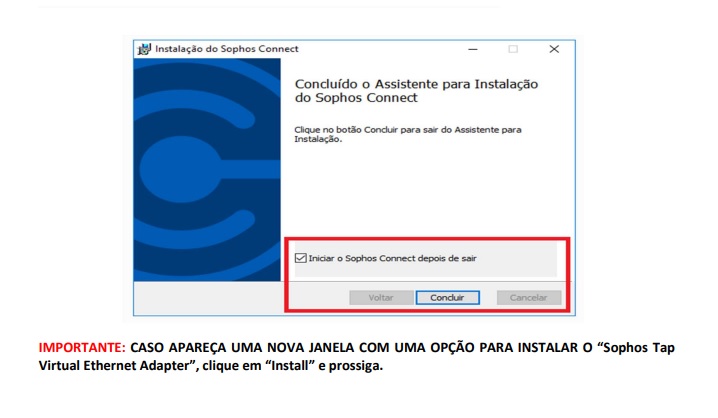 Instalação do Sophos Connect
Concluído o Assistente para Instalação
do Sophos Connect
Clique no botão Concluir para sair do Assistente para
Instalação.
Iniciar o Sophos Connect depois de sair
Voltar Concluir Cancelar
IMPORTANTE: CASO APAREÇA UMA NOVA JANELA COM UMA OPÇÃO PARA INSTALAR O “Sophos Tap
Virtual Ethernet Adapter”, clique em “Install” e prossiga.